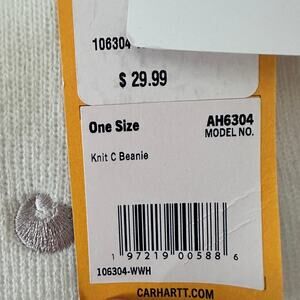 106304
$ 29.99
One Size
AH6304
MODEL NO.
Knit C Beanie
1 97219 00588 6
106304-WWH
CARHARTT.COM